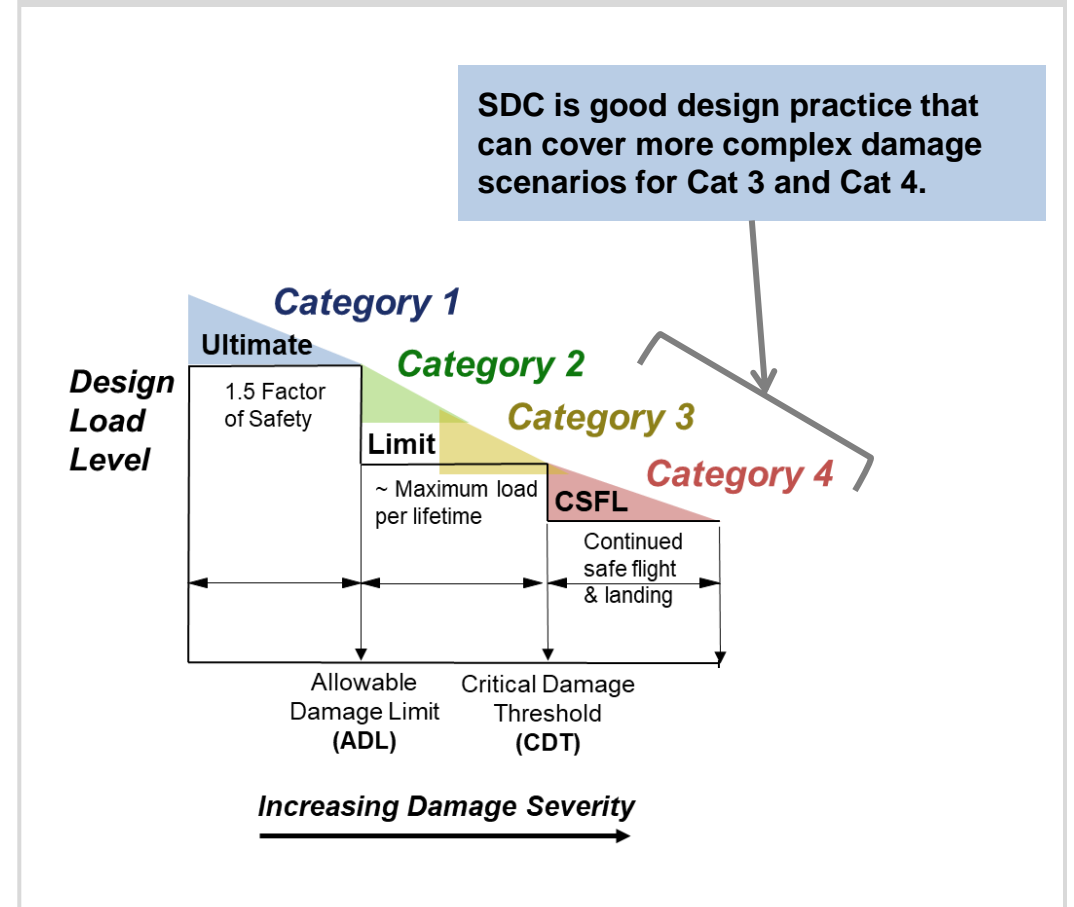 SDC is good design practice that
can cover more complex damage
scenarios for Cat 3 and Cat 4.
Category 1
Ultimate
Category 2
Design
Load
Level
1.5 Factor
of Safety
Category 3
Limit
Category 4
~ Maximum load
per lifetime
CSFL
Continued
safe flight
& landing
Allowable
Damage Limit
(ADL)
Critical Damage
Threshold
(CDT)
Increasing Damage Severity